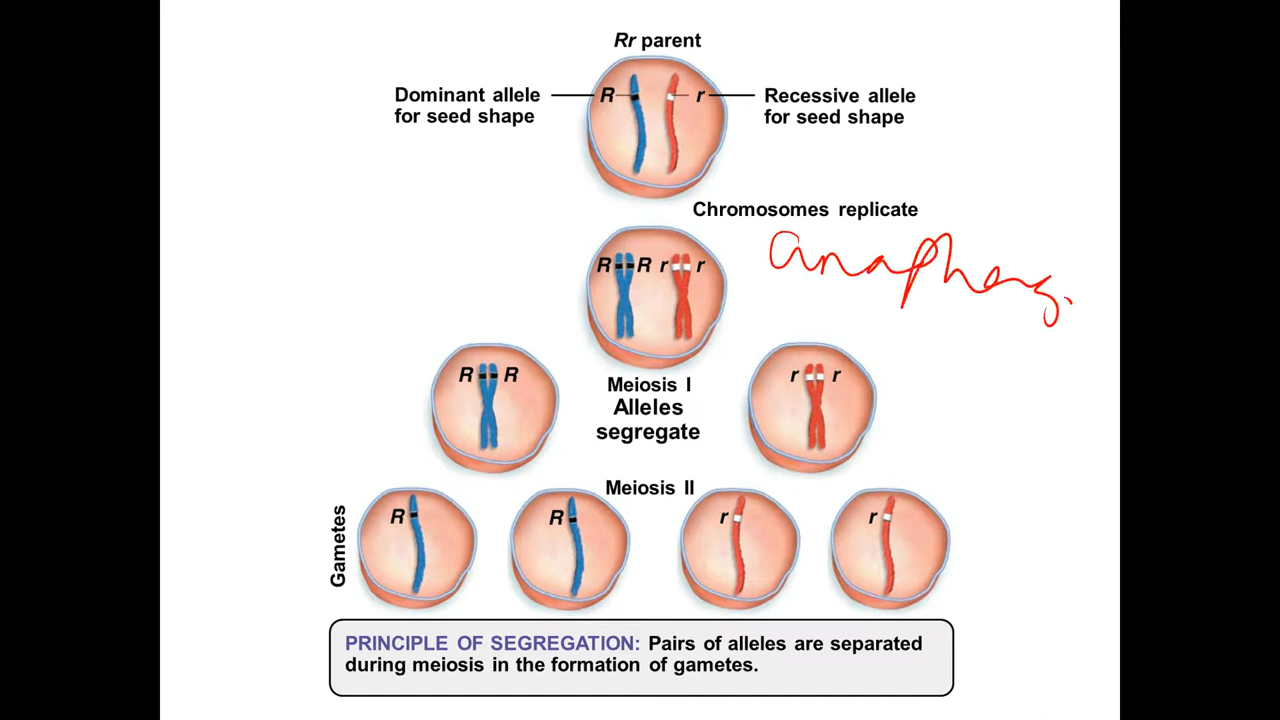 Rr parent
Dominant allele
for seed shape
R
r
Recessive allele
for seed shape
Chromosomes replicate
R R r r
R R
Meiosis I
Alleles
segregate
r r
Meiosis II
Gametes
R
R
r
r
PRINCIPLE OF SEGREGATION: Pairs of alleles are separated
during meiosis in the formation of gametes.